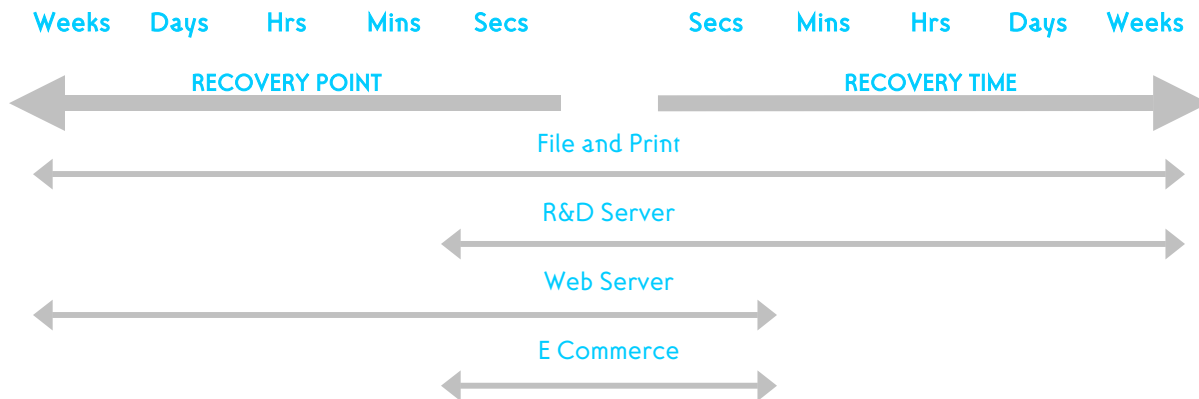 Weeks Days Hrs Mins Secs Secs Mins Hrs Days Weeks
RECOVERY POINT RECOVERY TIME
File and Print
R&D Server
Web Server
E Commerce